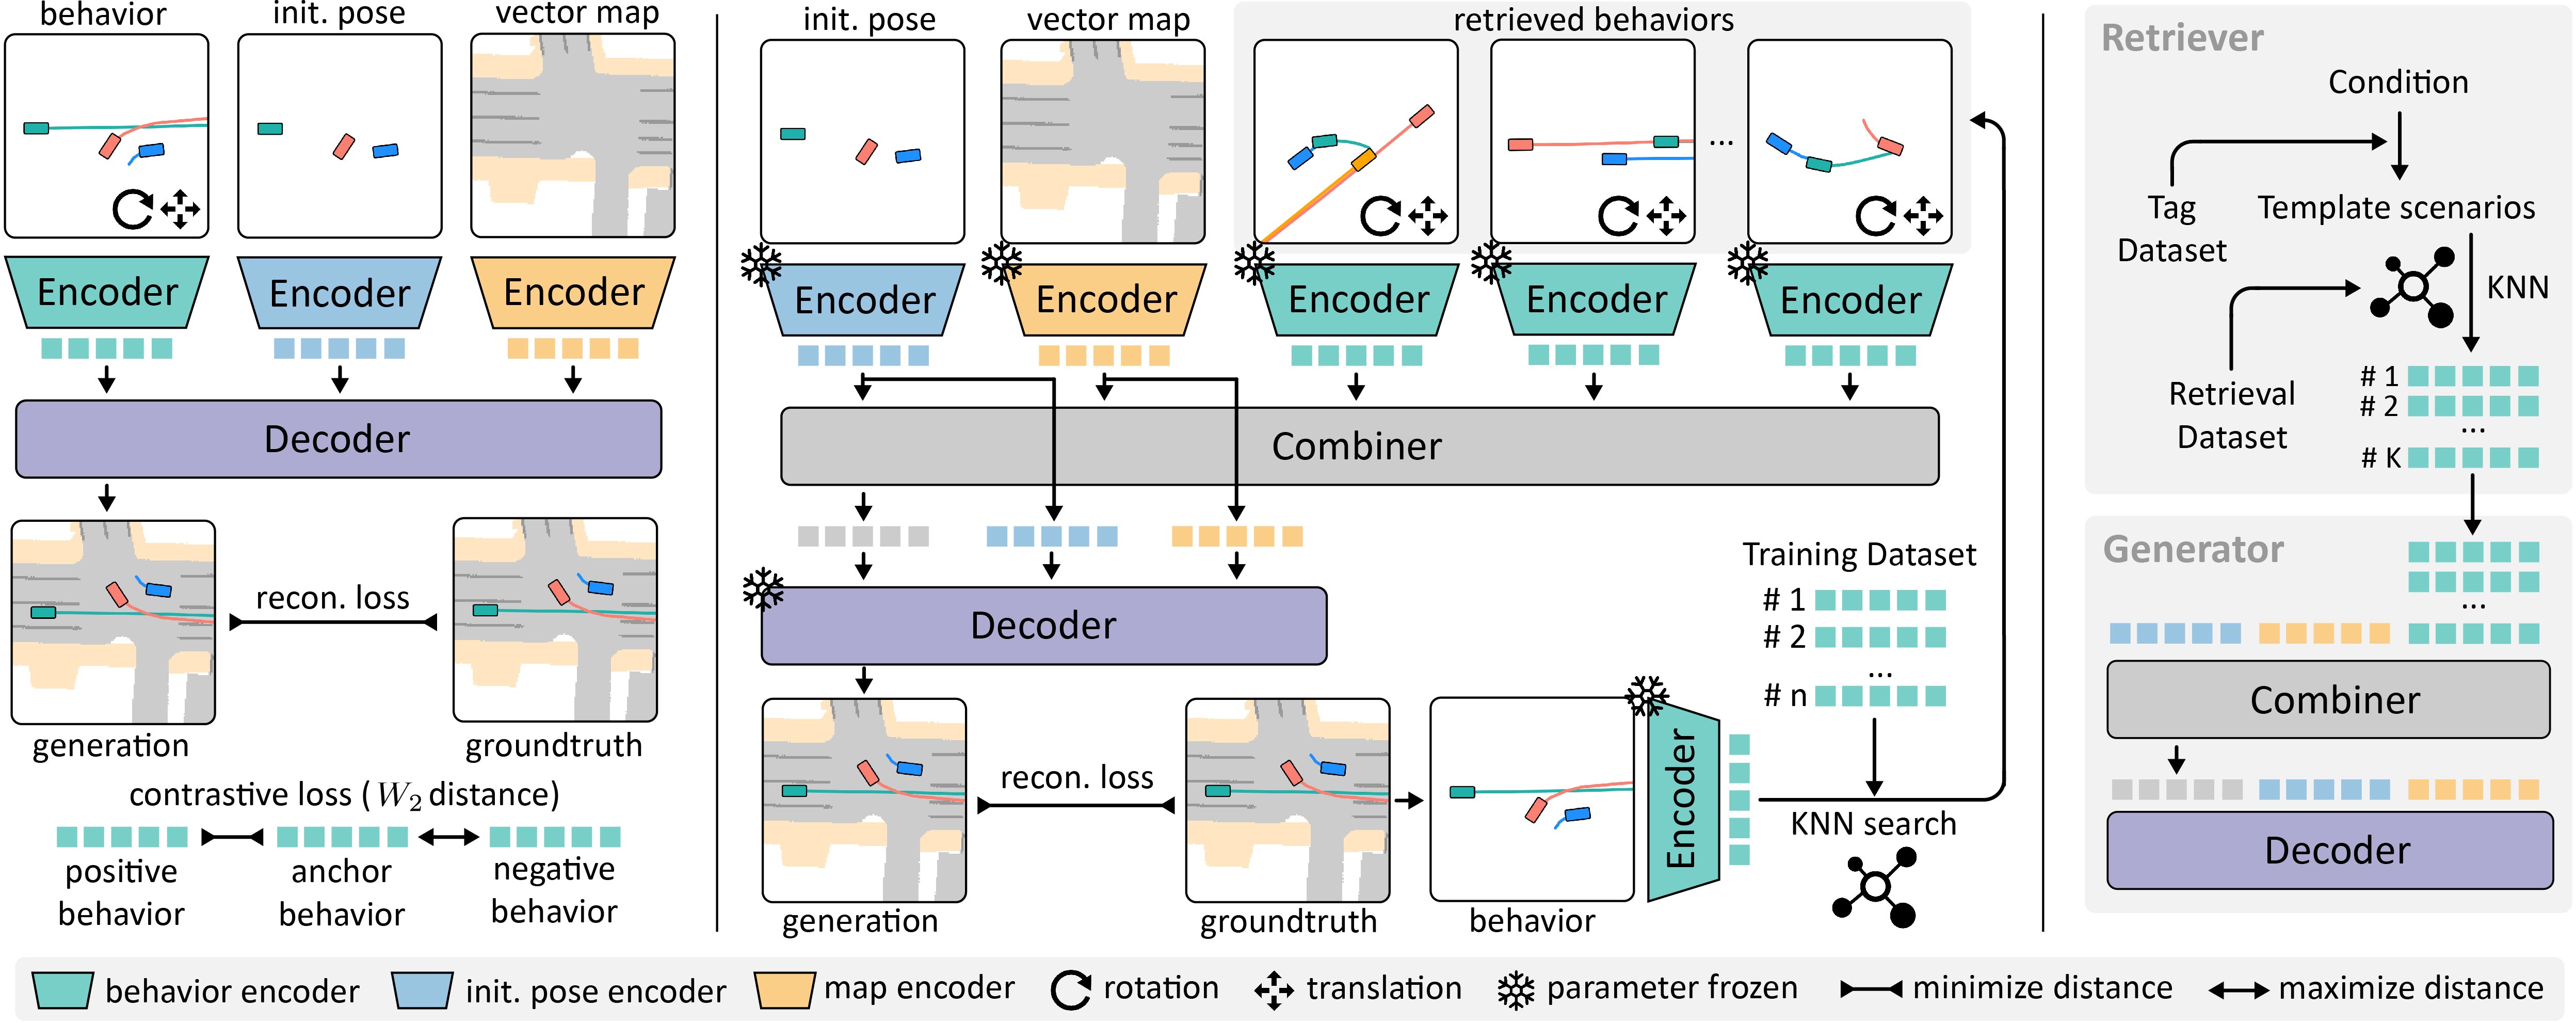 behavior
init. pose
vector map
Encoder
Encoder
Encoder
Decoder
recon. loss
generation
groundtruth
contrastive loss ( W2 distance)
positive
behavior
anchor
behavior
negative
behavior
init. pose
vector map
retrieved behaviors
...
Encoder
Encoder
Encoder
Encoder
Encoder
Combiner
Decoder
recon. loss
generation
groundtruth
behavior
Encoder
Training Dataset
# 1
# 2
...
# n
KNN search
Retriever
Condition
Tag
Dataset
Template scenarios
KNN
Retrieval
Dataset
# 1
# 2
...
# K
Generator
...
Combiner
Decoder
behavior encoder
init. pose encoder
map encoder
rotation
translation
parameter frozen
minimize distance
maximize distance